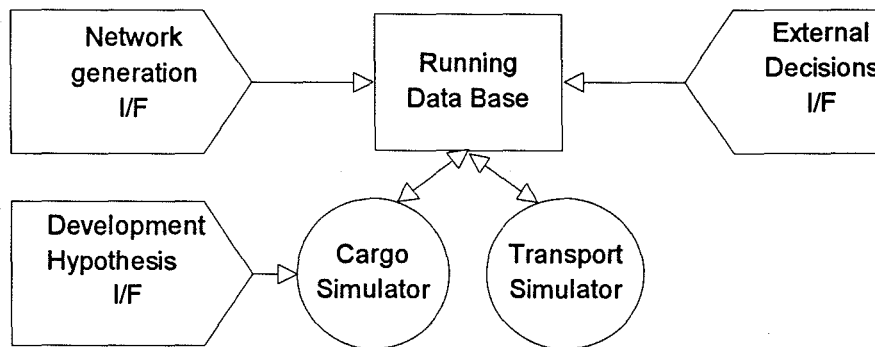 Network
generation
I/F
Running
Data Base
External
Decisions
I/F
Development
Hypothesis
I/F
Cargo
Simulator
Transport
Simulator